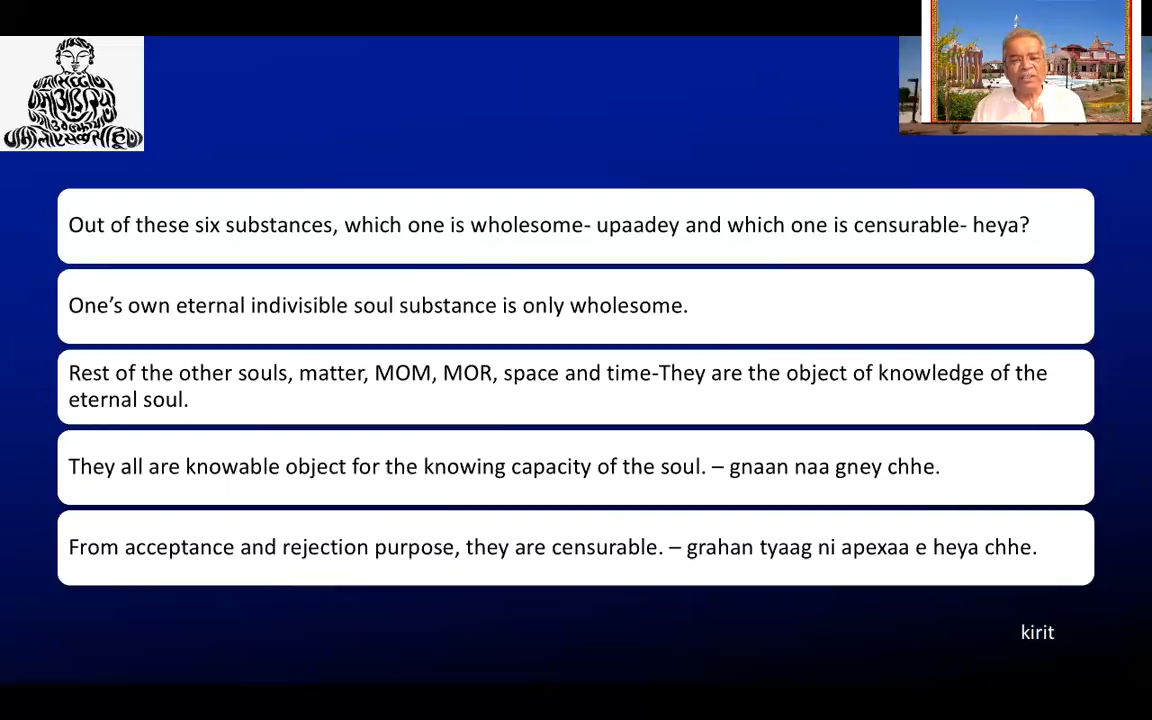 Out of these six substances, which one is wholesome- upaadey and which one is censurable- heya?
One’s own eternal indivisible soul substance is only wholesome.
Rest of the other souls, matter, MOM, MOR, space and time-They are the object of knowledge of the
eternal soul.
They all are knowable object for the knowing capacity of the soul. – gnaan naa gney chhe.
From acceptance and rejection purpose, they are censurable. – grahan tyaag ni apexaa e heya chhe.
kirit